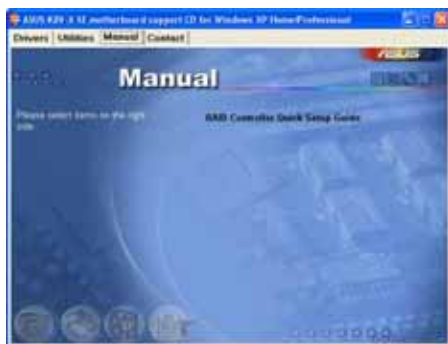 ASUS K8V-X SE motherboard support CD for Windows XP Home/Professional
Drivers Utilities Manual Contact
ASUS
Manual
Please select items on the right
side.
RAID Controller Quick Setup Guide